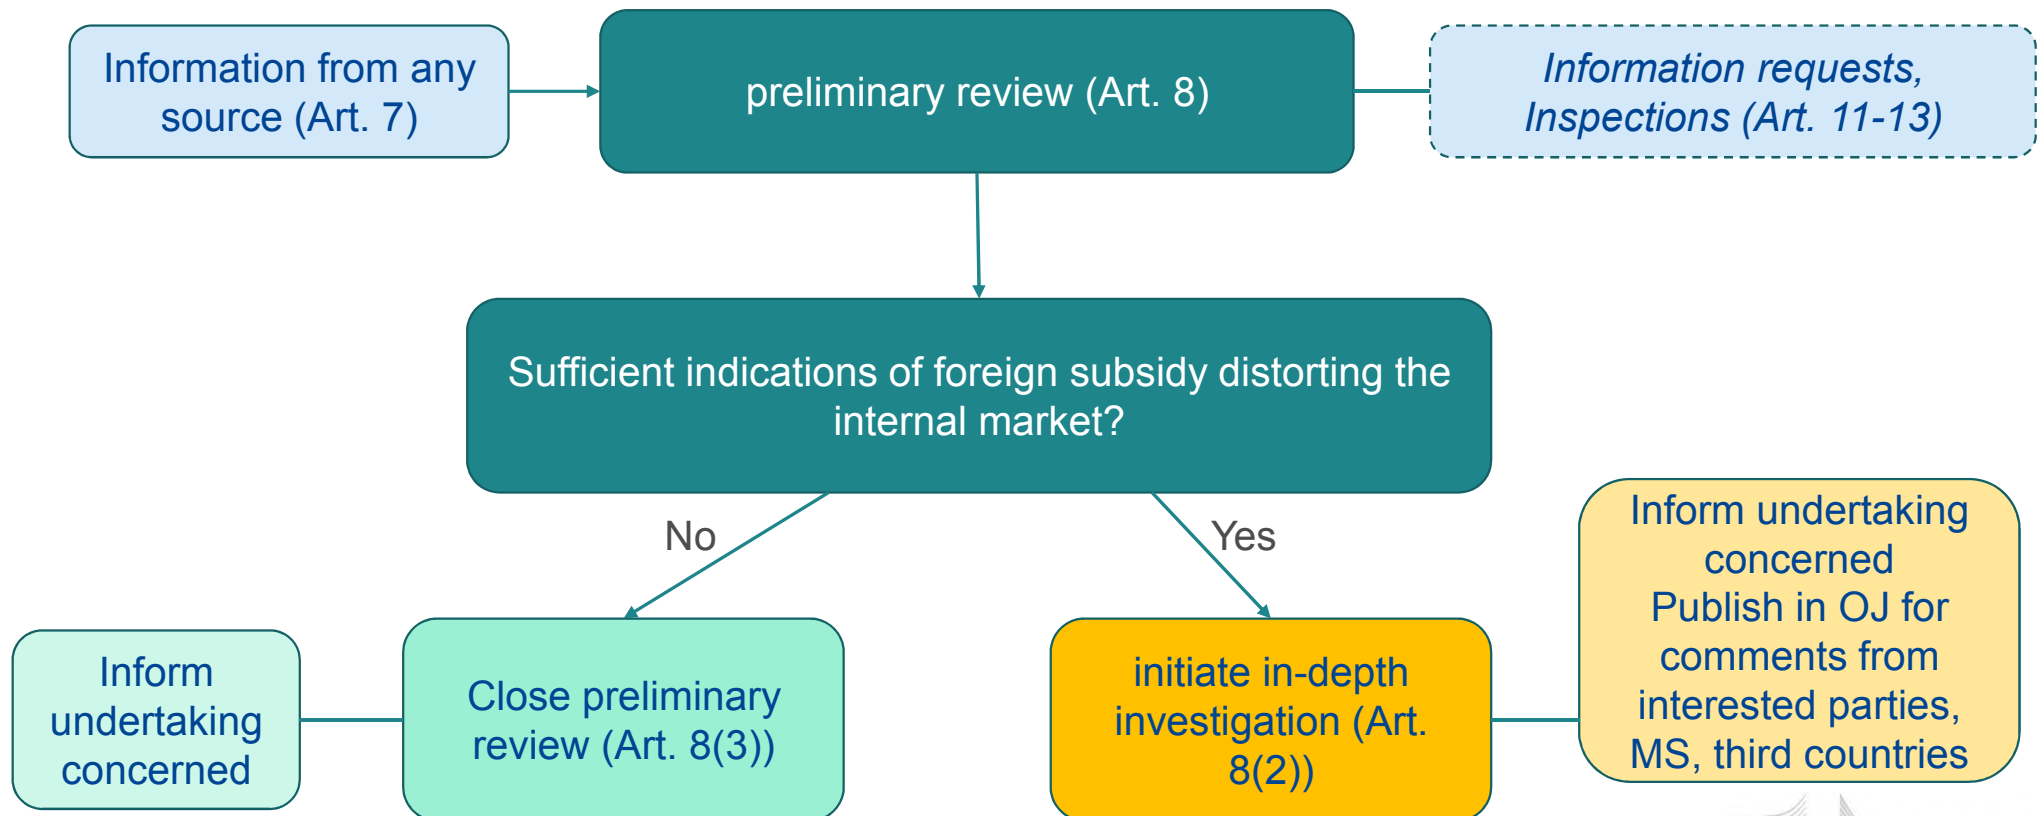 Information from any
source (Art. 7)
preliminary review (Art. 8)
Information requests,
Inspections (Art. 11-13)
Sufficient indications of foreign subsidy distorting the
internal market?
No
Yes
Inform
undertaking
concerned
Close preliminary
review (Art. 8(3))
initiate in-depth
investigation (Art.
8(2))
Inform undertaking
concerned
Publish in OJ for
comments from
interested parties,
MS, third countries